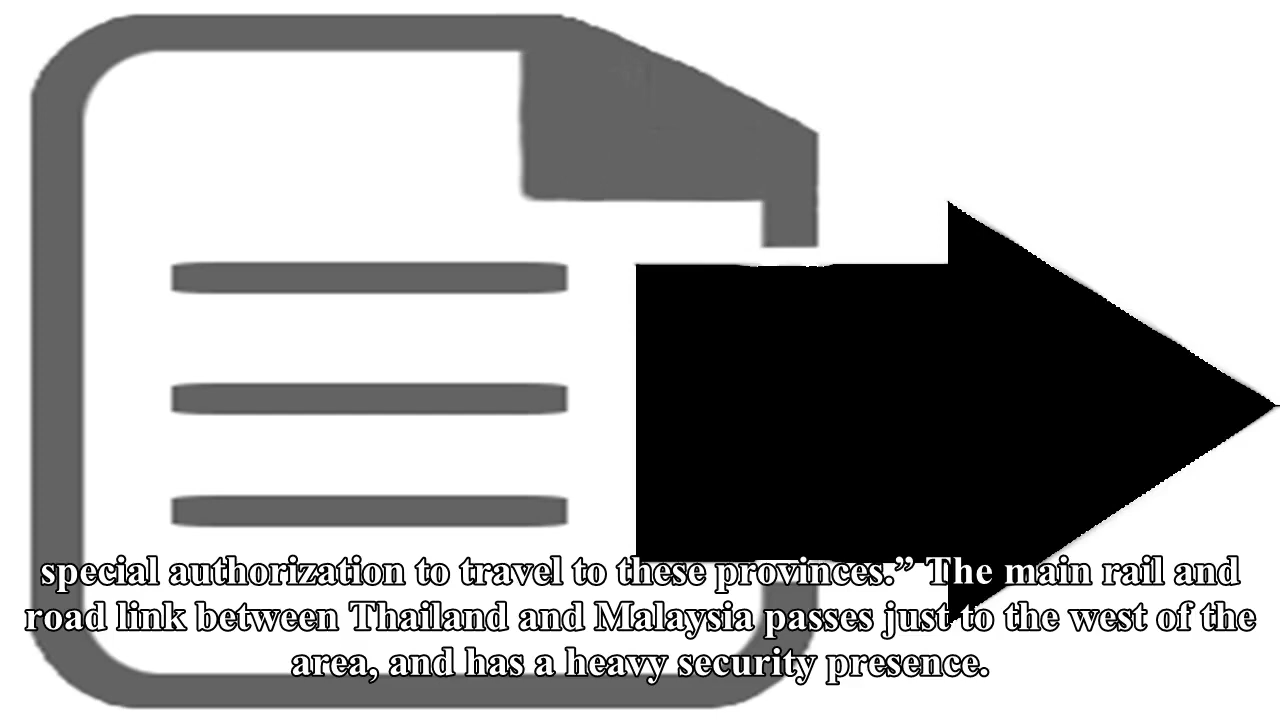 special authorization to travel to these provinces.” The main rail and
road link between Thailand and Malaysia passes just to the west of the
area, and has a heavy security presence.